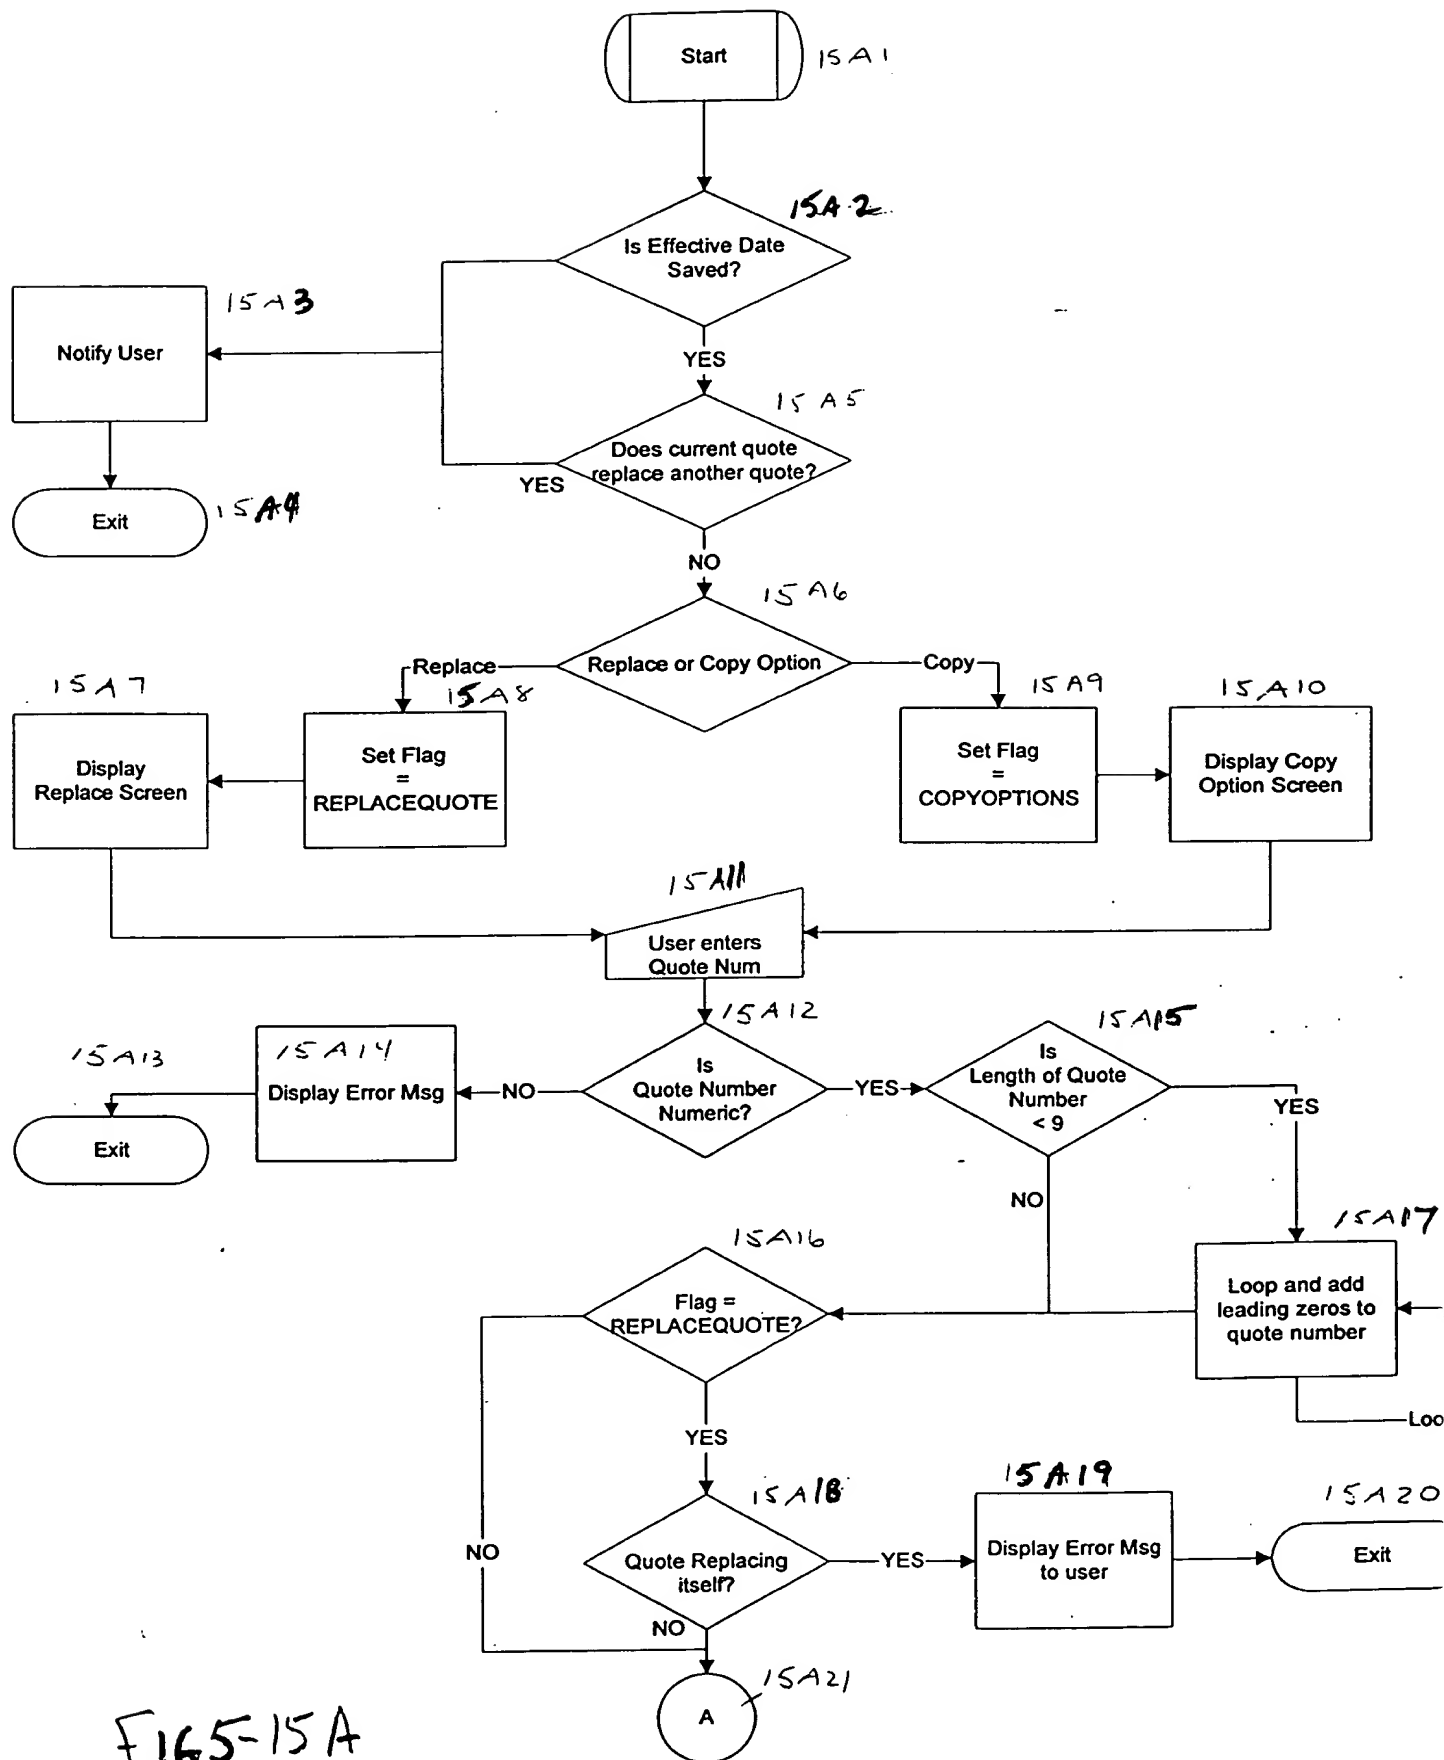 Start
15A1
15A2
Is Effective Date
Saved?
15A3
Notify User
YES
15A5
Does current quote
replace another quote?
YES
Exit
15A4
NO
15A6
Replace
Replace or Copy Option
Copy
15A7
15A8
15A9
15A10
Display
Replace Screen
Set Flag
=
REPLACEQUOTE
Set Flag
=
COPYOPTIONS
Display Copy
Option Screen
15A11
User enters
Quote Num
15A12
15A15
15A13
15A14
Display Error Msg
NO
Is
Quote Number
Numeric?
YES
Is
Length of Quote
Number
< 9
YES
Exit
NO
15A17
15A16
Flag =
REPLACEQUOTE?
Loop and add
leading zeros to
quote number
Loo
YES
15A18
15A19
15A20
NO
Quote Replacing
itself?
YES
Display Error Msg
to user
Exit
NO
15A21
A
FIG5-15A